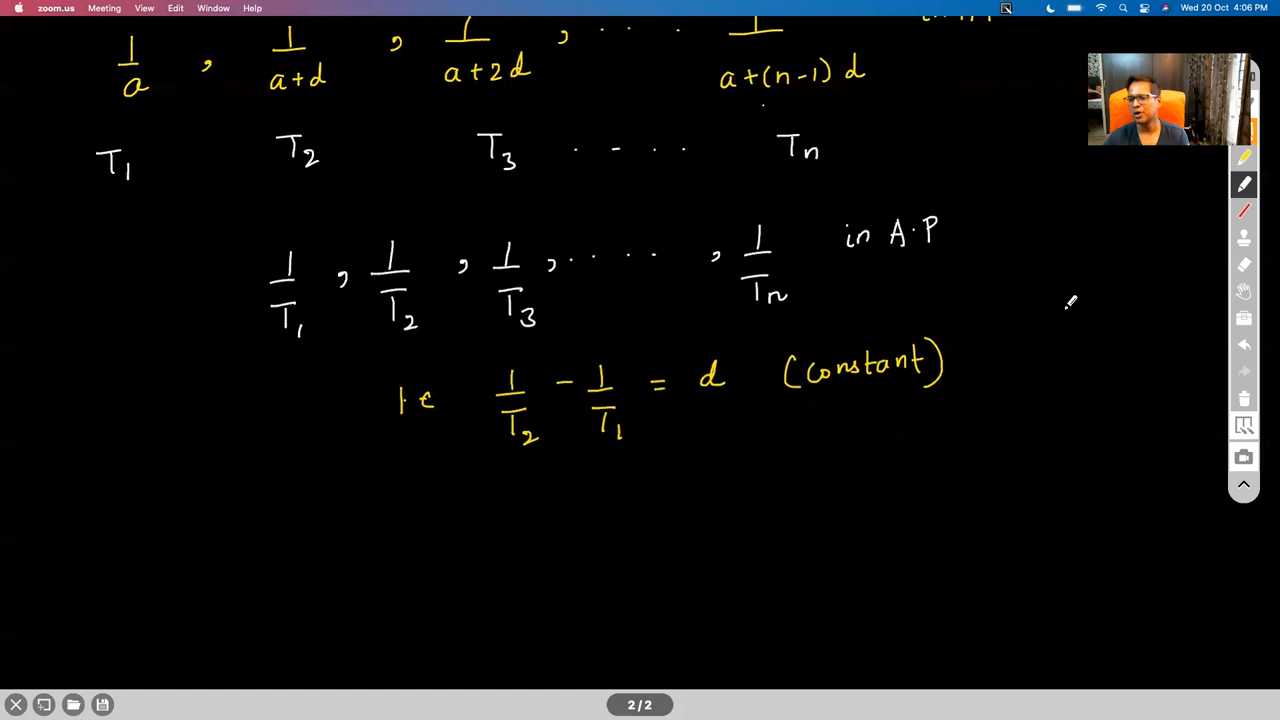 zoom.us Meeting View Edit Window Help Wed 20 Oct 4:06 PM
1/a , 1/(a+d) , 1/(a+2d) , .... 1/(a+(n-1)d)
T₁ T₂ T₃ .-.. Tₙ
1/T₁ , 1/T₂ , 1/T₃ ,..... , 1/Tₙ in A.P
i.e 1/T₂ - 1/T₁ = d (constant)
2/2